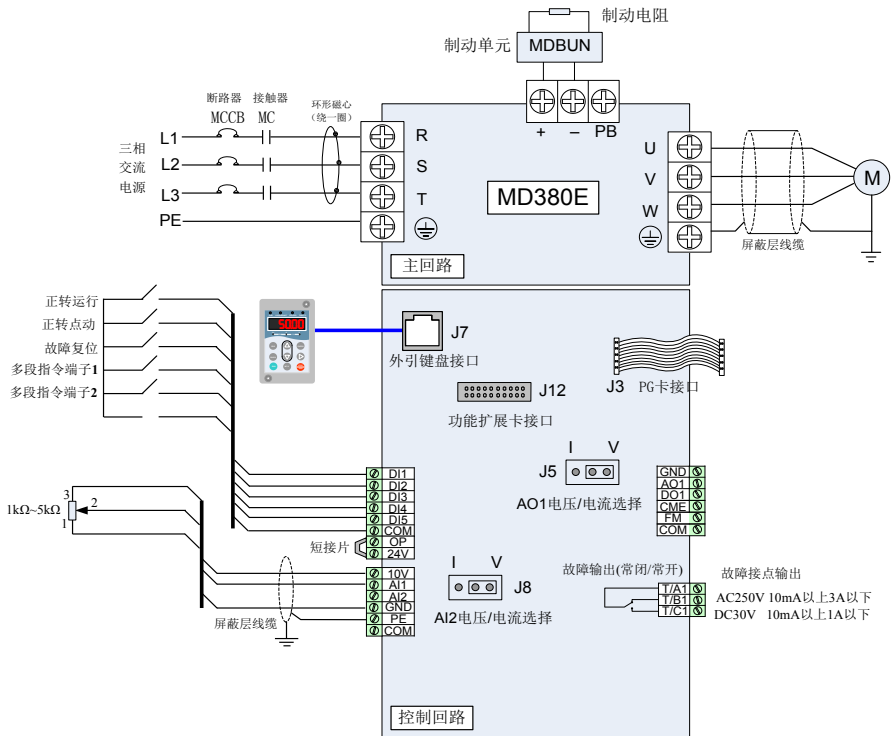 制动电阻
制动单元
MDBUN
断路器
接触器
环形磁心
(绕一圈)
MCCB
MC
+
–
PB
三相
交流
电源
L1
L2
L3
PE
R
S
T
MD380E
U
V
W
M
屏蔽层线缆
主回路
正转运行
正转点动
故障复位
多段指令端子1
多段指令端子2
5000
J7
外引键盘接口
J12
功能扩展卡接口
J3
PG卡接口
I
V
J5
AO1电压/电流选择
DI1
DI2
DI3
DI4
DI5
COM
OP
24V
短接片
GND
AO1
DO1
CME
FM
COM
1kΩ~5kΩ
3
2
1
10V
AI1
AI2
GND
PE
COM
屏蔽层线缆
I
V
J8
AI2电压/电流选择
故障输出(常闭/常开)
故障接点输出
T/A1
T/B1
T/C1
AC250V 10mA以上3A以下
DC30V 10mA以上1A以下
控制回路